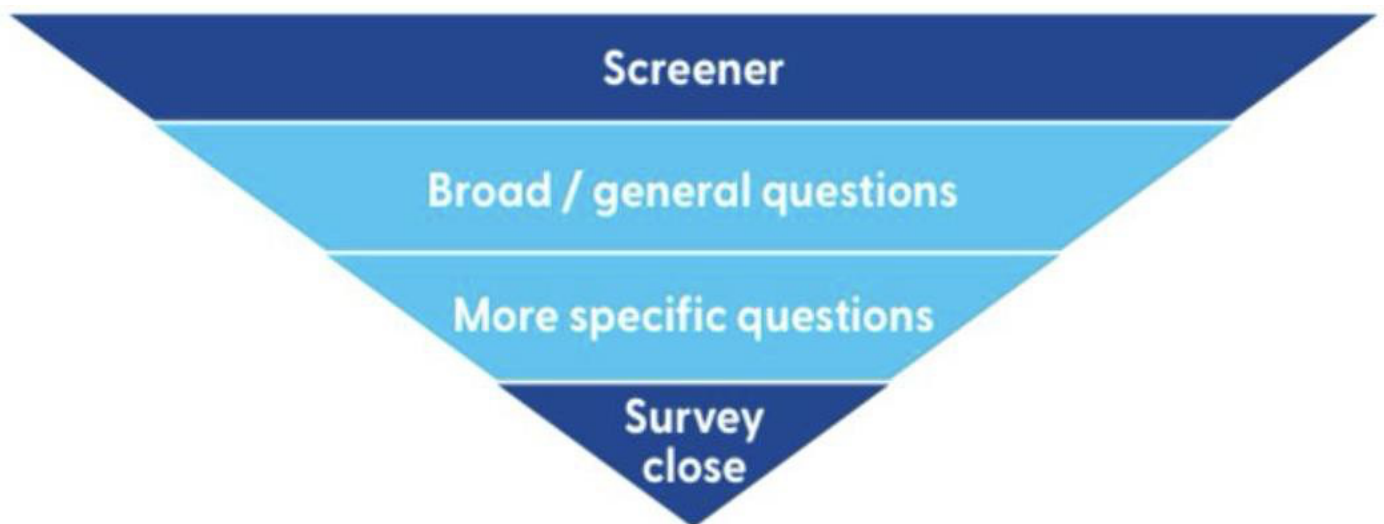 Screener
Broad / general questions
More specific questions
Survey
close